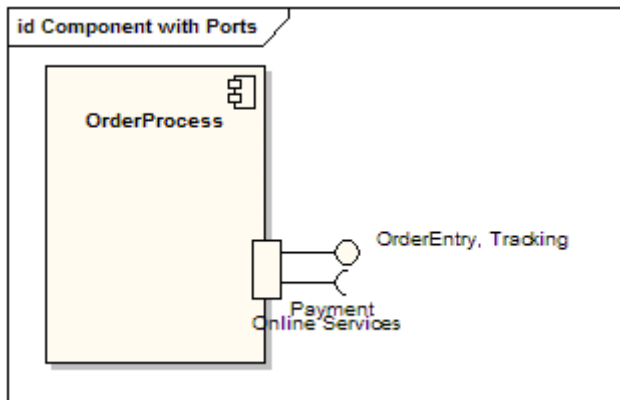 id Component with Ports
OrderProcess
OrderEntry, Tracking
Payment
Online Services